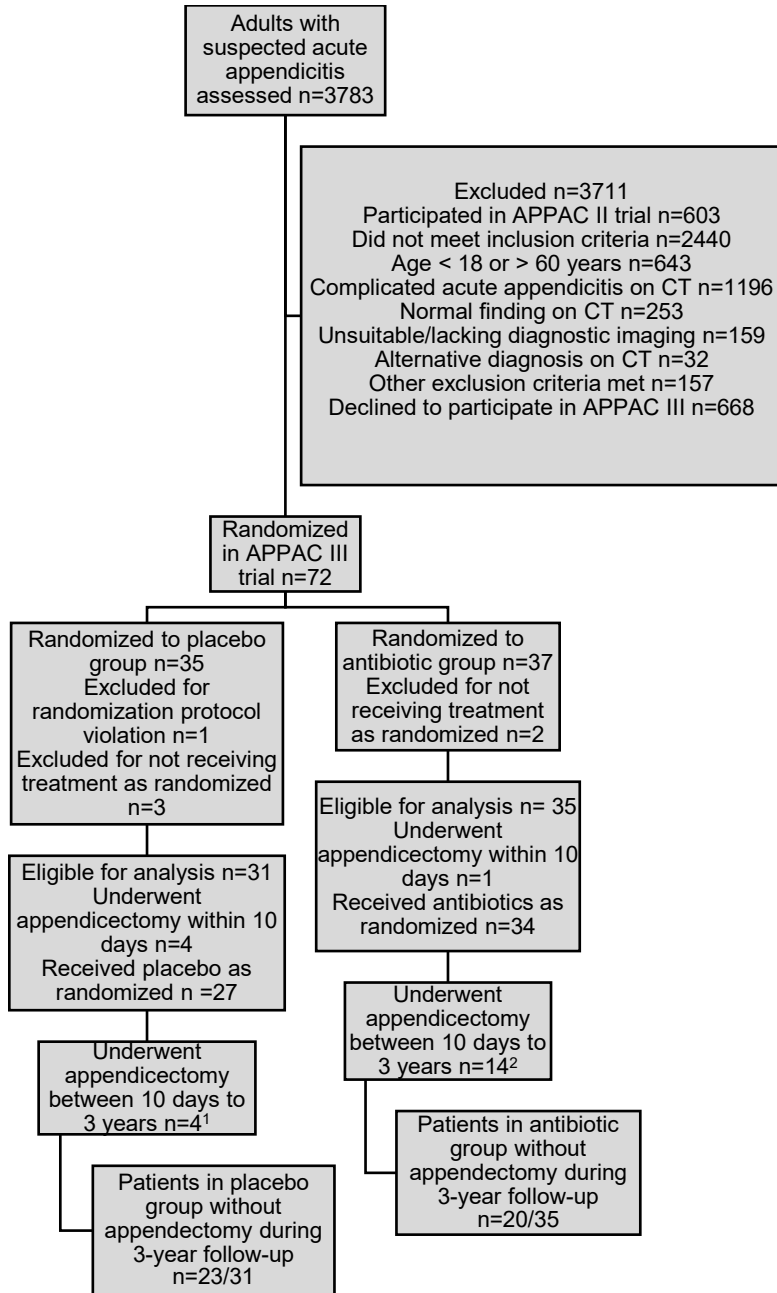 Adults with
suspected acute
appendicitis
assessed n=3783
Excluded n=3711
Participated in APPAC II trial n=603
Did not meet inclusion criteria n=2440
Age < 18 or > 60 years n=643
Complicated acute appendicitis on CT n=1196
Normal finding on CT n=253
Unsuitable/lacking diagnostic imaging n=159
Alternative diagnosis on CT n=32
Other exclusion criteria met n=157
Declined to participate in APPAC III n=668
Randomized
in APPAC III
trial n=72
Randomized to placebo
group n=35
Excluded for
randomization protocol
violation n=1
Excluded for not receiving
treatment as randomized
n=3
Randomized to
antibiotic group n=37
Excluded for not
receiving treatment
as randomized n=2
Eligible for analysis n=31
Underwent
appendicectomy within 10
days n=4
Received placebo as
randomized n =27
Eligible for analysis n= 35
Underwent
appendicectomy within 10
days n=1
Received antibiotics as
randomized n=34
Underwent
appendicectomy
between 10 days to
3 years n=4¹
Underwent
appendicectomy
between 10 days to
3 years n=14²
Patients in placebo
group without
appendectomy during
3-year follow-up
n=23/31
Patients in antibiotic
group without
appendectomy during
3-year follow-up
n=20/35